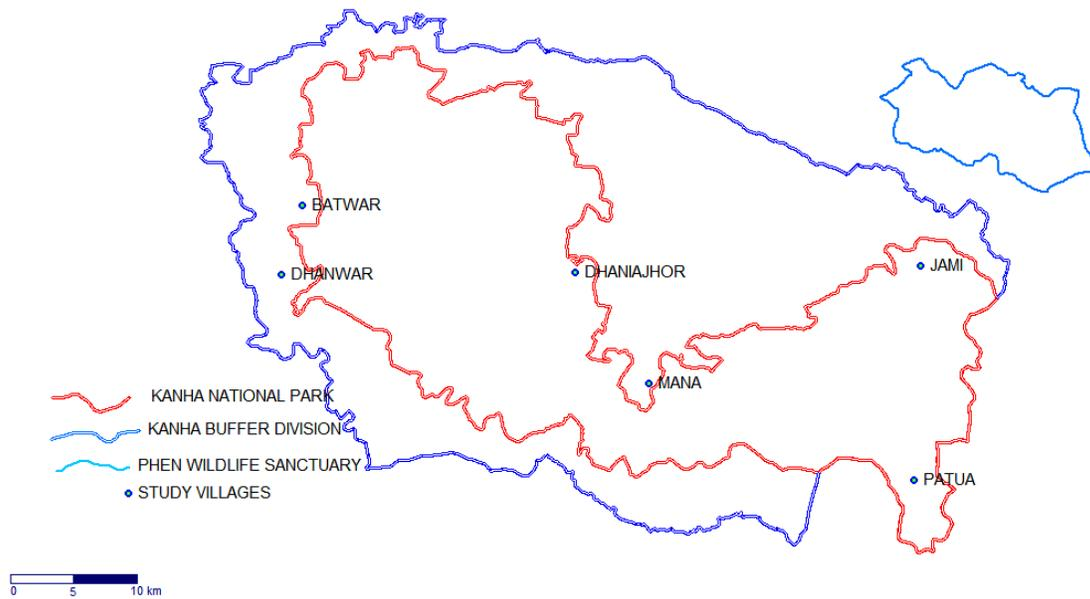 BATWAR
JAMI
DHANWAR
DHANIAJHOR
MANA
KANHA NATIONAL PARK
KANHA BUFFER DIVISION
PHEN WILDLIFE SANCTUARY
PATUA
STUDY VILLAGES
0 5 10 km